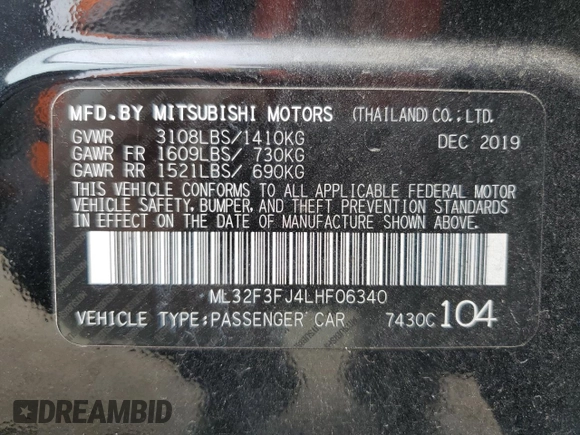 MFD. BY MITSUBISHI MOTORS (THAILAND) CO.; LTD.
GVWR 3108LBS/1410KG DEC 2019
GAWR FR 1609LBS/ 730KG
GAWR RR 1521LBS/ 690KG
THIS VEHICLE CONFORMS TO ALL APPLICABLE FEDERAL MOTOR
VEHICLE SAFETY, BUMPER, AND THEFT PREVENTION STANDARDS
IN EFFECT ON THE DATE OF MANUFACTURE SHOWN ABOVE.
ML32F3FJ4LHF06340
VEHICLE TYPE:PASSENGER CAR 7430C 104
DREAMBID